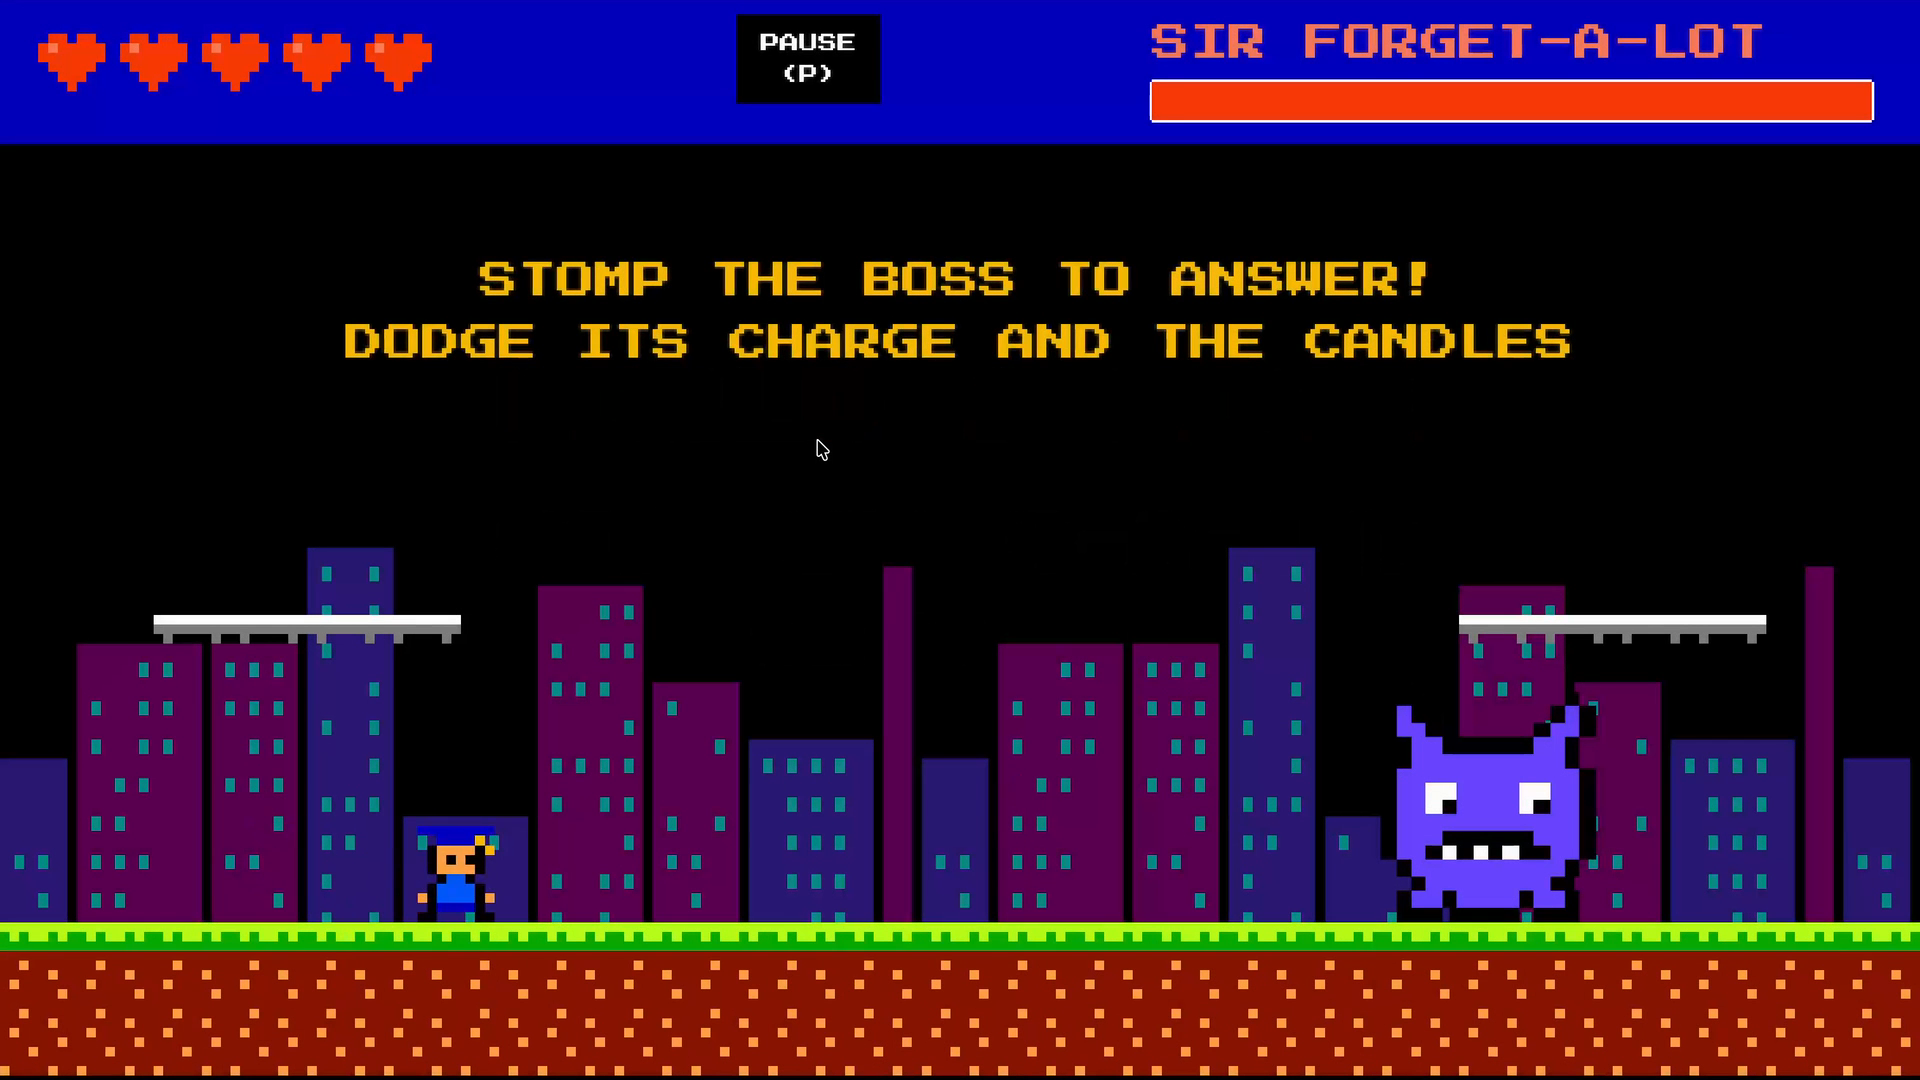 PAUSE
(P)
SIR FORGET-A-LOT
STOMP THE BOSS TO ANSWER!
DODGE ITS CHARGE AND THE CANDLES